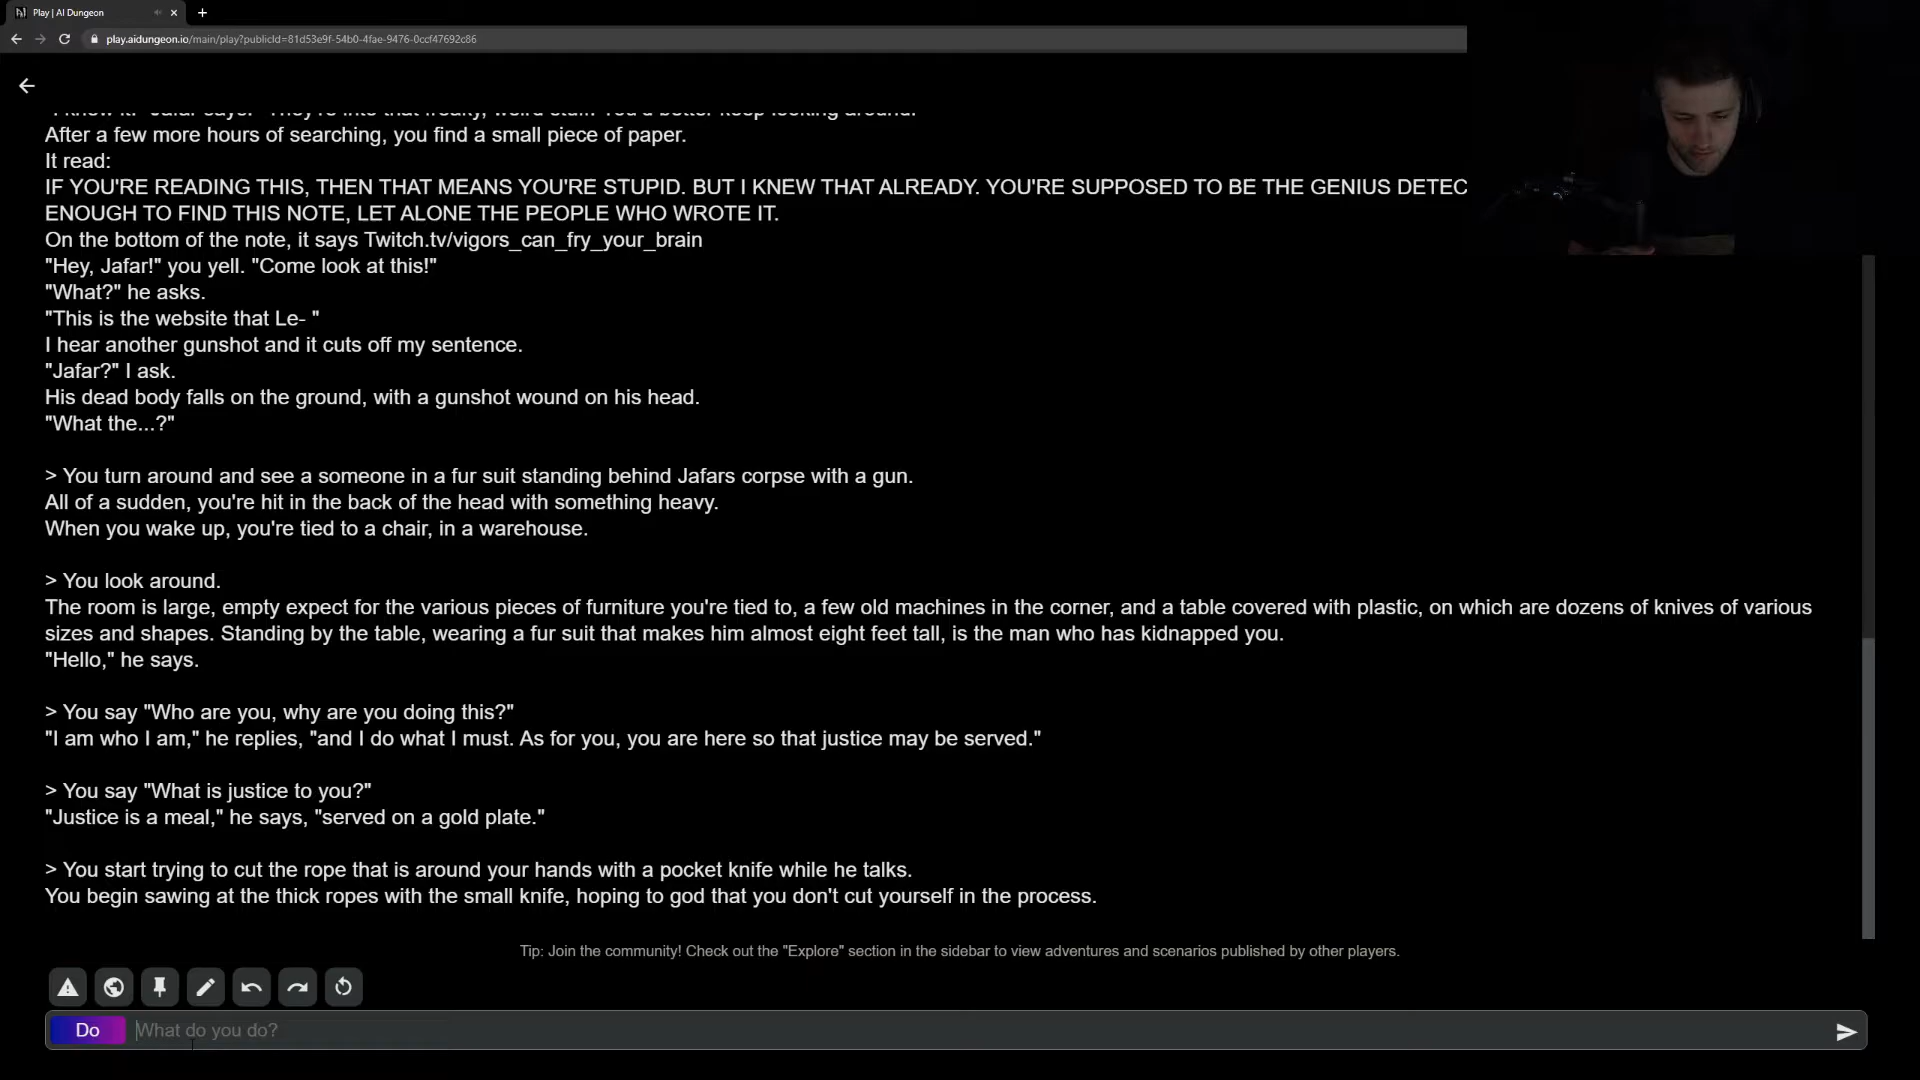 Play | AI Dungeon
play.aidungeon.io/main/play?publicId=81d53e9f-54b0-4fae-9476-0ccf47692c86
"I knew it!" Jafar says. "They're into that freaky, weird stuff. You'd better keep looking around."
After a few more hours of searching, you find a small piece of paper.
It read:
IF YOU'RE READING THIS, THEN THAT MEANS YOU'RE STUPID. BUT I KNEW THAT ALREADY. YOU'RE SUPPOSED TO BE THE GENIUS DETEC
ENOUGH TO FIND THIS NOTE, LET ALONE THE PEOPLE WHO WROTE IT.
On the bottom of the note, it says Twitch.tv/vigors_can_fry_your_brain
"Hey, Jafar!" you yell. "Come look at this!"
"What?" he asks.
"This is the website that Le- "
I hear another gunshot and it cuts off my sentence.
"Jafar?" I ask.
His dead body falls on the ground, with a gunshot wound on his head.
"What the...?"
> You turn around and see a someone in a fur suit standing behind Jafars corpse with a gun.
All of a sudden, you're hit in the back of the head with something heavy.
When you wake up, you're tied to a chair, in a warehouse.
> You look around.
The room is large, empty expect for the various pieces of furniture you're tied to, a few old machines in the corner, and a table covered with plastic, on which are dozens of knives of various
sizes and shapes. Standing by the table, wearing a fur suit that makes him almost eight feet tall, is the man who has kidnapped you.
"Hello," he says.
> You say "Who are you, why are you doing this?"
"I am who I am," he replies, "and I do what I must. As for you, you are here so that justice may be served."
> You say "What is justice to you?"
"Justice is a meal," he says, "served on a gold plate."
> You start trying to cut the rope that is around your hands with a pocket knife while he talks.
You begin sawing at the thick ropes with the small knife, hoping to god that you don't cut yourself in the process.
Tip: Join the community! Check out the "Explore" section in the sidebar to view adventures and scenarios published by other players.
Do
What do you do?